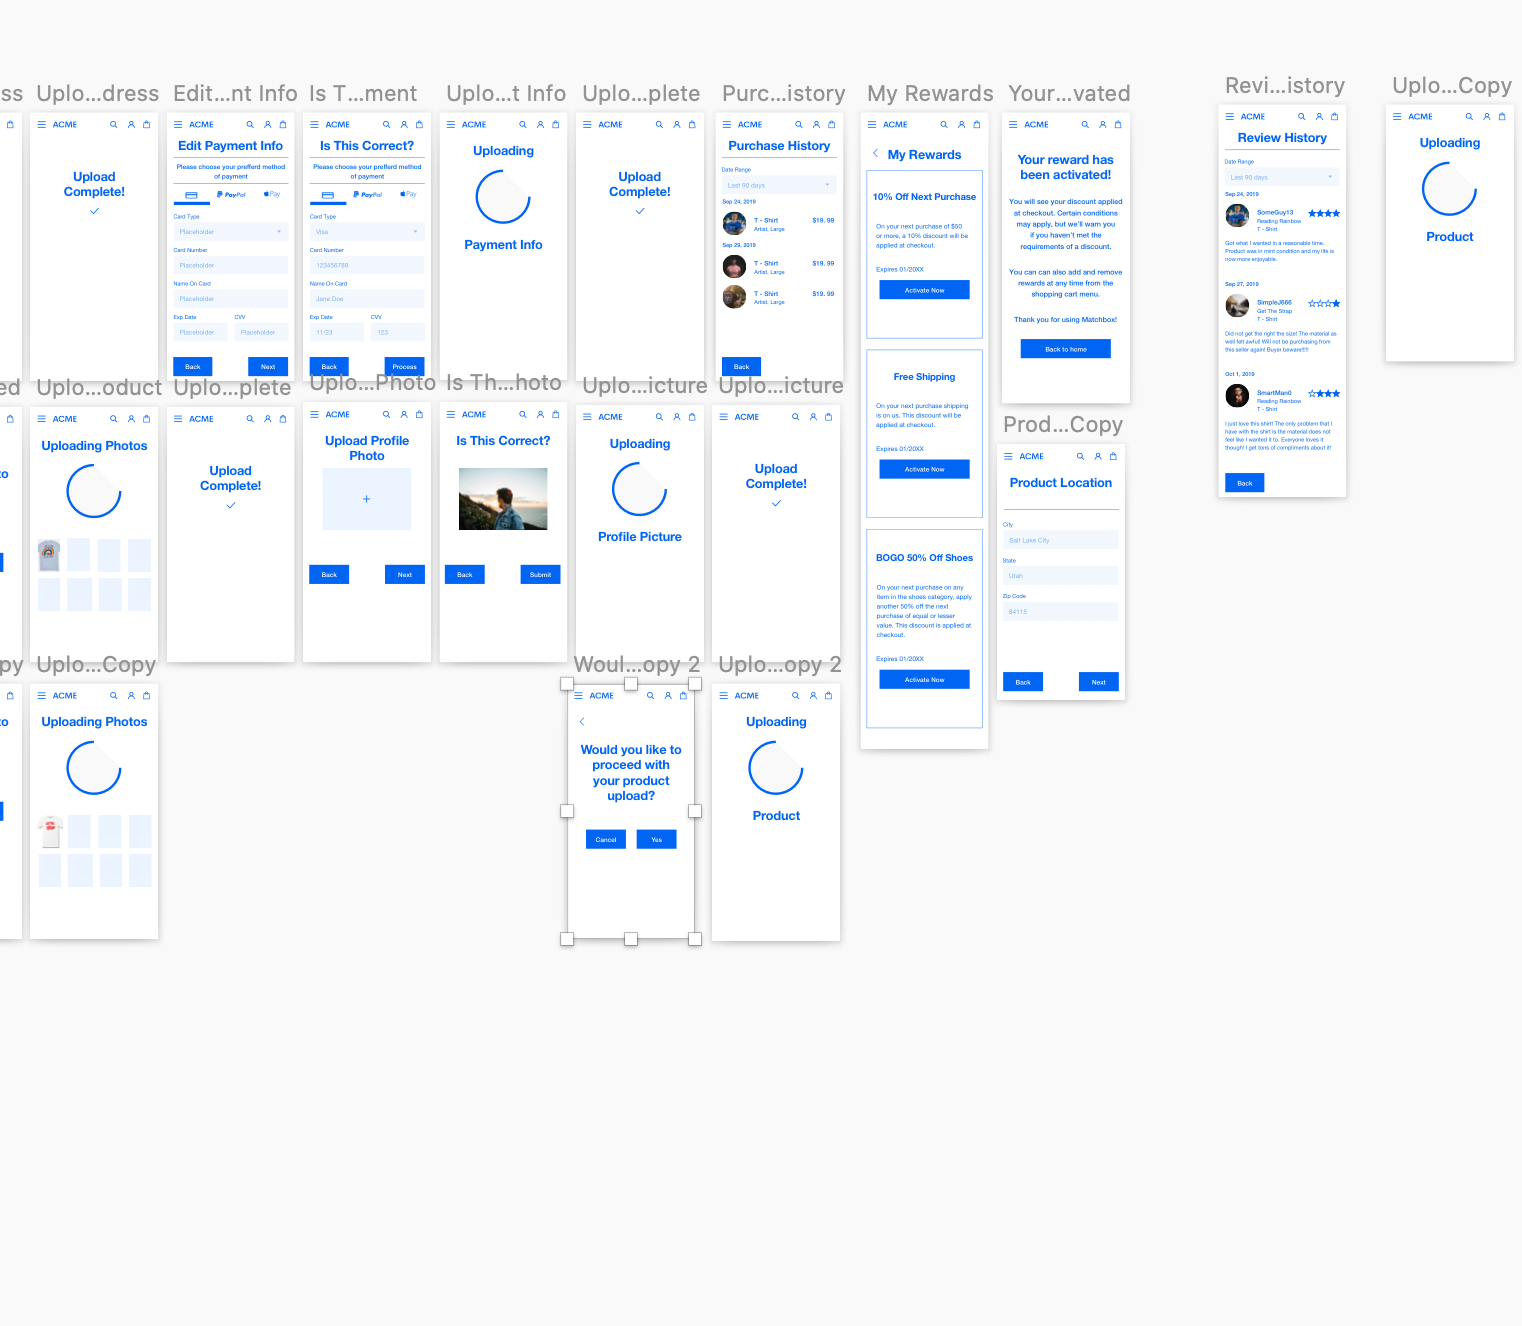 ss
Uplo...dress
ACME
Upload
Complete!
Edit...nt Info
ACME
Edit Payment Info
Please choose your prefferd method
of payment
PayPal
Pay
Card Type
Placeholder
Card Number
Placeholder
Name On Card
Placeholder
Exp Date
CVV
Placeholder
Placeholder
Back
Next
Is T...ment
ACME
Is This Correct?
Please choose your prefferd method
of payment
PayPal
Pay
Card Type
Visa
Card Number
123456789
Name On Card
Jane Doe
Exp Date
CVV
11/23
123
Back
Process
Uplo...t Info
ACME
Uploading
Payment Info
Uplo...plete
ACME
Upload
Complete!
Purc...istory
ACME
Purchase History
Date Range
Last 90 days
Sep 24, 2019
T - Shirt
$19. 99
Artist, Large
Sep 29, 2019
T - Shirt
$19. 99
Artist, Large
T - Shirt
$19. 99
Artist, Large
Back
My Rewards
ACME
My Rewards
10% Off Next Purchase
On your next purchase of $50
or more, a 10% discount will be
applied at checkout.
Expires 01/20XX
Activate Now
Free Shipping
On your next purchase shipping
is on us. This discount will be
applied at checkout.
Expires 01/20XX
Activate Now
BOGO 50% Off Shoes
On your next purchase on any
item in the shoes category, apply
another 50% off the next
purchase of equal or lesser
value. This discount is applied at
checkout.
Expires 01/20XX
Activate Now
Your...vated
ACME
Your reward has
been activated!
You will see your discount applied
at checkout. Certain conditions
may apply, but we'll warn you
if you haven't met the
requirements of a discount.
You can can also add and remove
rewards at any time from the
shopping cart menu.
Thank you for using Matchbox!
Back to home
Revi...istory
ACME
Review History
Date Range
Last 90 days
Sep 24, 2019
SomeGuy13
Reading Rainbow
T - Shirt
Got what I wanted in a reasonable time.
Product was in mint condition and my life is
now more enjoyable.
Sep 27, 2019
SimpleJ666
Get The Strap
T - Shirt
Did not get the right the size! The material as
well felt awful! Will not be purchasing from
this seller again! Buyer beware!!!!!
Oct 1, 2019
SmartMan0
Reading Rainbow
T - Shirt
I just love this shirt! The only problem that I
have with the shirt is the material does not
feel like I wanted it to. Everyone loves it
though! I get tons of compliments about it!
Back
Uplo...Copy
ACME
Uploading
Product
ed
to
Uplo...oduct
ACME
Uploading Photos
Uplo...plete
ACME
Upload
Complete!
Uplo...Photo
ACME
Upload Profile
Photo
+
Back
Next
Is Th...hoto
ACME
Is This Correct?
Back
Submit
Uplo...icture
ACME
Uploading
Profile Picture
Uplo...icture
ACME
Upload
Complete!
Prod...Copy
ACME
Product Location
City
Salt Lake City
State
Utah
Zip Code
84115
Back
Next
py
to
Uplo...Copy
ACME
Uploading Photos
Woul...opy 2
ACME
Would you like to
proceed with
your product
upload?
Cancel
Yes
Uplo...opy 2
ACME
Uploading
Product